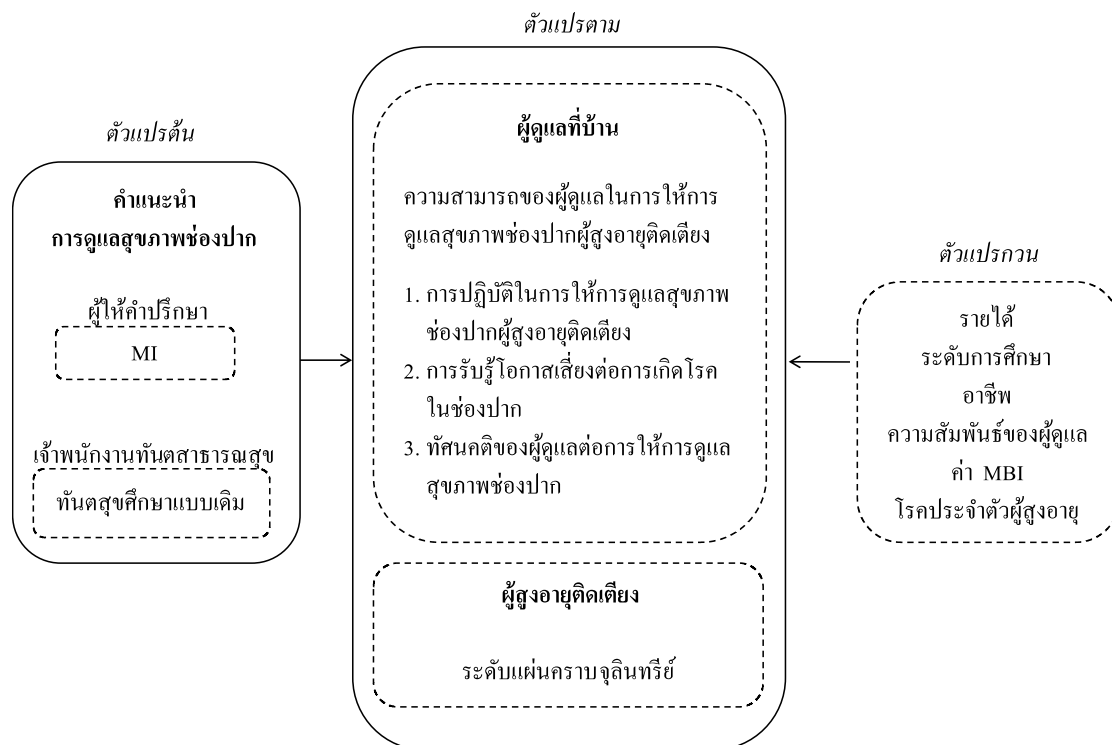 ตัวแปรตาม
ตัวแปรต้น
คำแนะนำ
การดูแลสุขภาพช่องปาก
ผู้ให้คำปรึกษา
MI
เจ้าพนักงานทันตสาธารณสุข
ทันตสุขศึกษาแบบเดิม
ผู้ดูแลที่บ้าน
ความสามารถของผู้ดูแลในการให้การ
ดูแลสุขภาพช่องปากผู้สูงอายุติดเตียง
1. การปฏิบัติในการให้การดูแลสุขภาพ
ช่องปากผู้สูงอายุติดเตียง
2. การรับรู้โอกาสเสี่ยงต่อการเกิดโรค
ในช่องปาก
3. ทัศนคติของผู้ดูแลต่อการให้การดูแล
สุขภาพช่องปาก
ผู้สูงอายุติดเตียง
ระดับแผ่นคราบจุลินทรีย์
ตัวแปรกวน
รายได้
ระดับการศึกษา
อาชีพ
ความสัมพันธ์ของผู้ดูแล
ค่า MBI
โรคประจำตัวผู้สูงอายุ